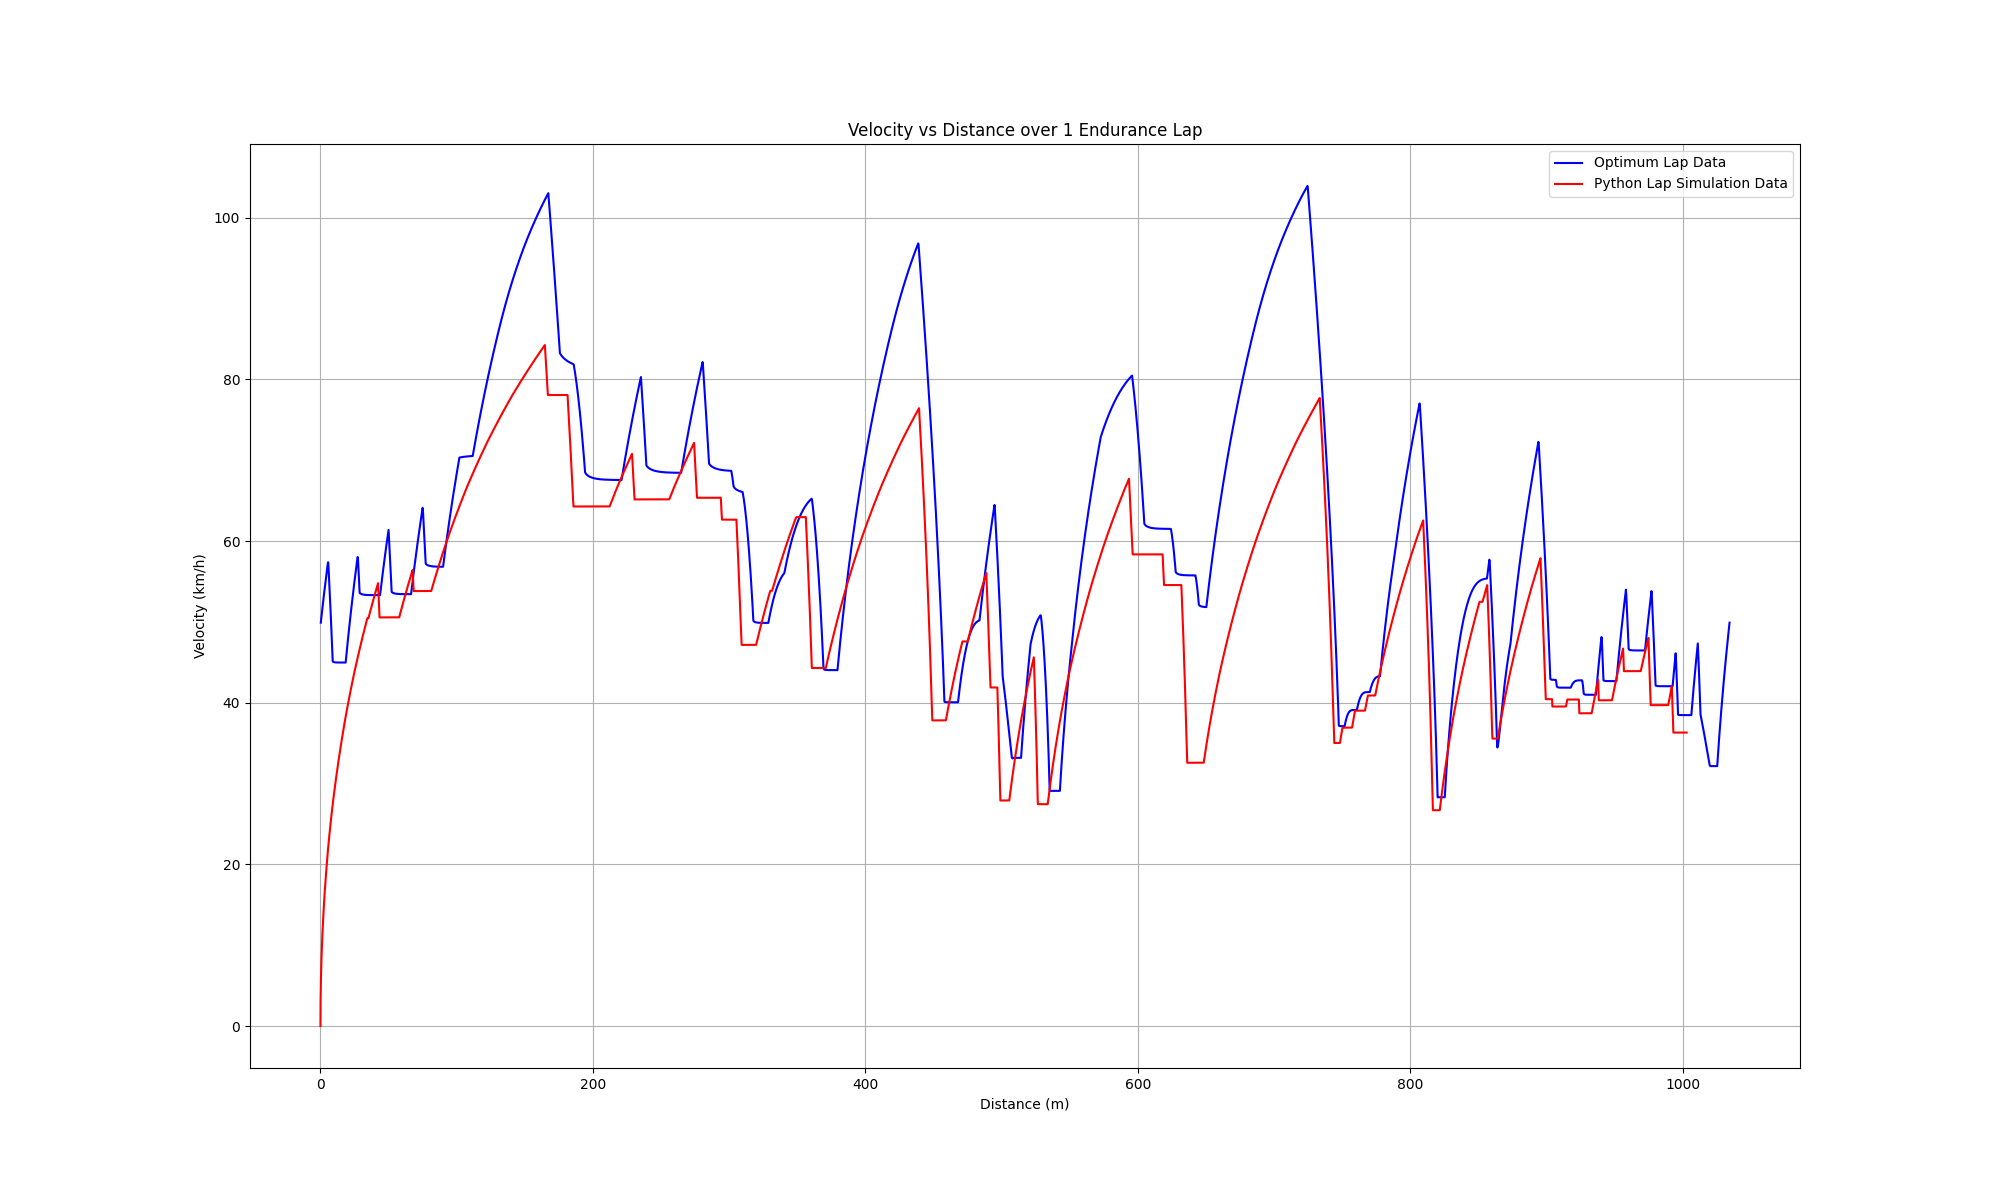 Velocity vs Distance over 1 Endurance Lap
Optimum Lap Data
Python Lap Simulation Data
Velocity (km/h)
100
80
60
40
20
0
0 200 400 600 800 1000
Distance (m)